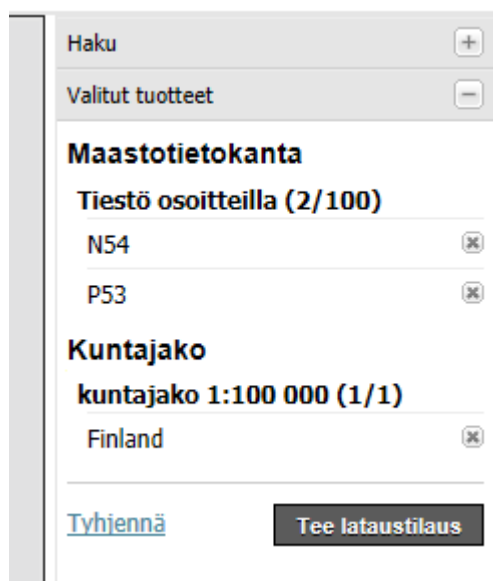 Haku
Valitut tuotteet
Maastotietokanta
Tiestö osoitteilla (2/100)
N54
P53
Kuntajako
kuntajako 1:100 000 (1/1)
Finland
Tyhjennä
Tee lataustilaus